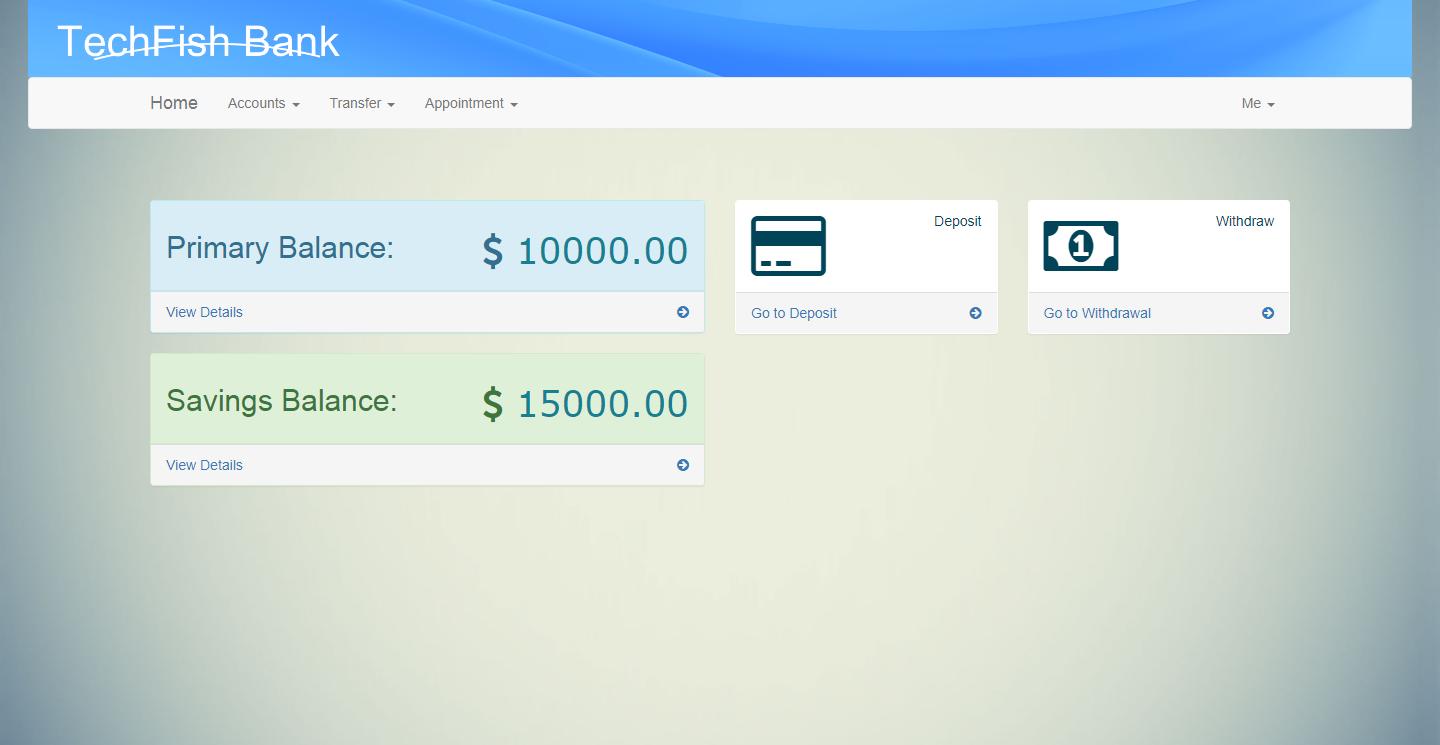 TechFish Bank
Home Accounts Transfer Appointment Me
Primary Balance: $ 10000.00
View Details
Deposit
Go to Deposit
Withdraw
1
Go to Withdrawal
Savings Balance: $ 15000.00
View Details